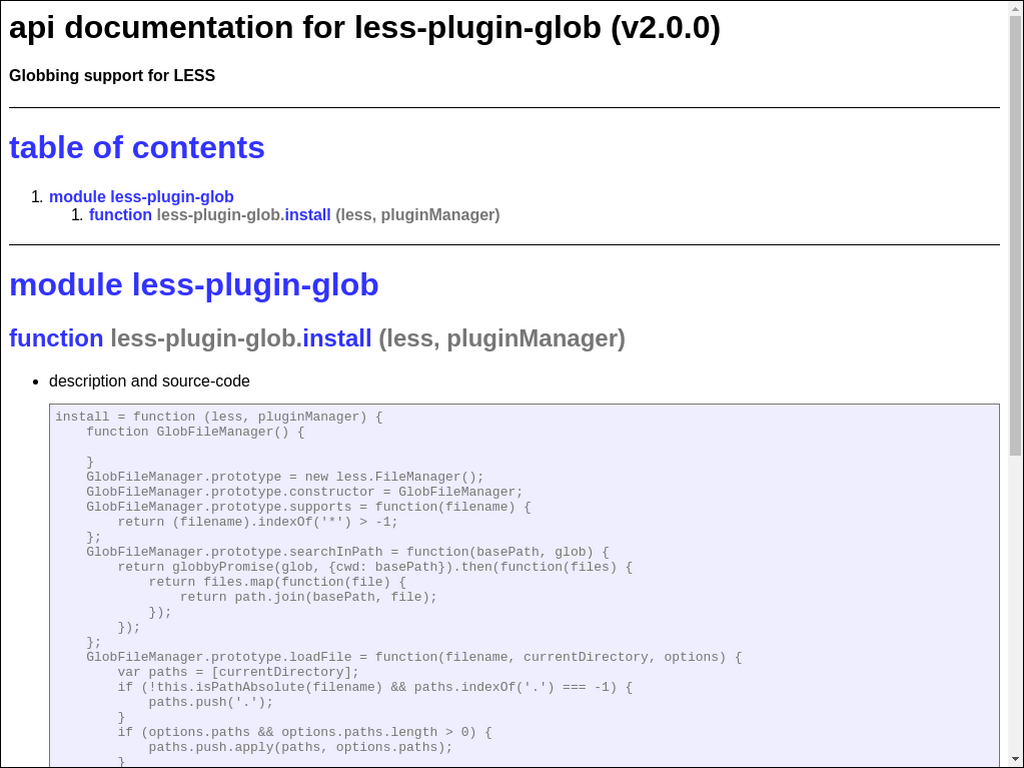 api documentation for less-plugin-glob (v2.0.0)
Globbing support for LESS
table of contents
1. module less-plugin-glob
1. function less-plugin-glob.install (less, pluginManager)
module less-plugin-glob
function less-plugin-glob.install (less, pluginManager)
• description and source-code
install = function (less, pluginManager) {
    function GlobFileManager() {

    }
    GlobFileManager.prototype = new less.FileManager();
    GlobFileManager.prototype.constructor = GlobFileManager;
    GlobFileManager.prototype.supports = function(filename) {
        return (filename).indexOf('*') > -1;
    };
    GlobFileManager.prototype.searchInPath = function(basePath, glob) {
        return globbyPromise(glob, {cwd: basePath}).then(function(files) {
            return files.map(function(file) {
                return path.join(basePath, file);
            });
        });
    };
    GlobFileManager.prototype.loadFile = function(filename, currentDirectory, options) {
        var paths = [currentDirectory];
        if (!this.isPathAbsolute(filename) && paths.indexOf('.') === -1) {
            paths.push('.');
        }
        if (options.paths && options.paths.length > 0) {
            paths.push.apply(paths, options.paths);
        }